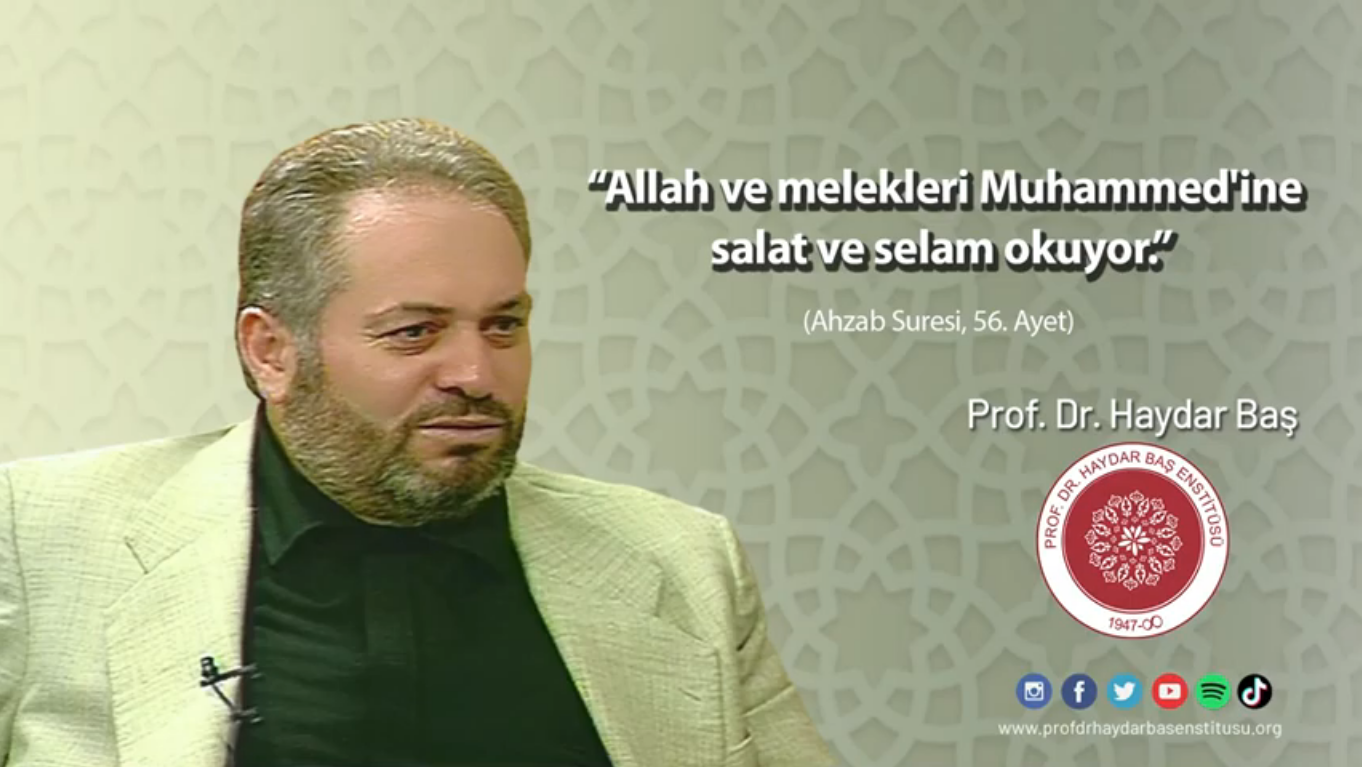 “Allah ve melekleri Muhammed'ine
salat ve selam okuyor.”
(Ahzab Suresi, 56. Ayet)
Prof. Dr. Haydar Baş
PROF. DR. HAYDAR BAŞ ENSTİTÜSÜ
1947-∞
www.profdrhaydarbasenstitusu.org